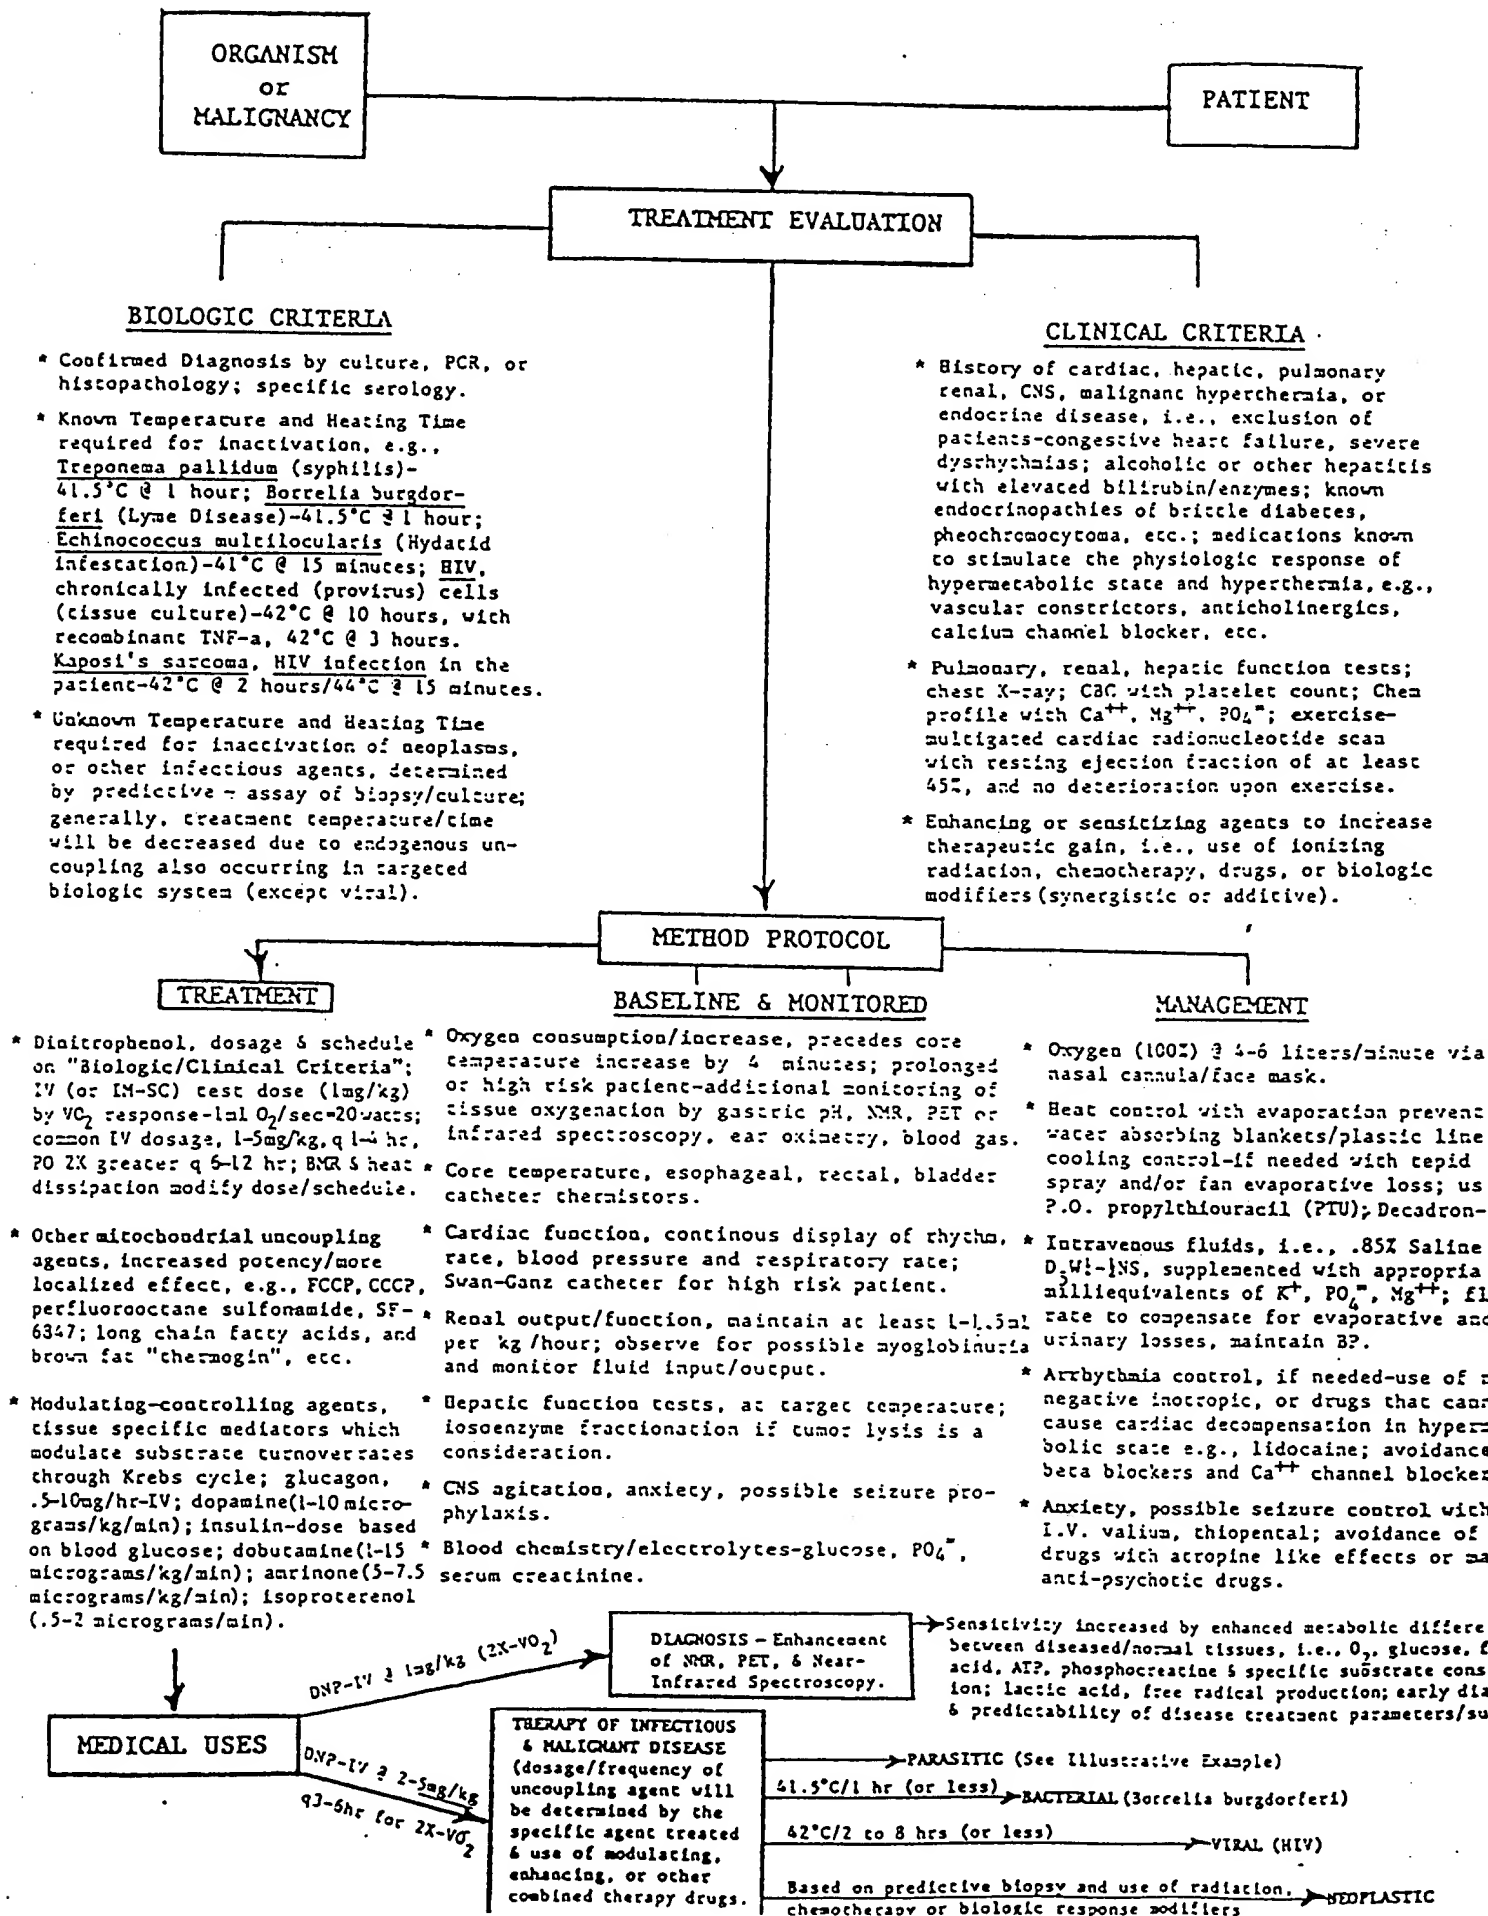 ORGANISM
or
MALIGNANCY
PATIENT
TREATMENT EVALUATION
BIOLOGIC CRITERIA
* Confirmed Diagnosis by culture, PCR, or
histopathology; specific serology.
* Known Temperature and Heating Time
required for inactivation, e.g.,
Treponema pallidum (syphilis)-
41.5°C @ 1 hour; Borrelia burgdor-
feri (Lyme Disease)-41.5°C @ 1 hour;
Echinococcus multilocularis (Hydatid
infestation)-41°C @ 15 minutes; HIV,
chronically infected (provirus) cells
(tissue culture)-42°C @ 10 hours, with
recombinant TNF-a, 42°C @ 3 hours.
Kaposi's sarcoma, HIV infection in the
patient-42°C @ 2 hours/44°C @ 15 minutes.
* Unknown Temperature and Heating Time
required for inactivation of neoplasms,
or other infectious agents, determined
by predictive - assay of biopsy/culture;
generally, treatment temperature/time
will be decreased due to endogenous un-
coupling also occurring in targeted
biologic system (except viral).
CLINICAL CRITERIA
* History of cardiac, hepatic, pulmonary
renal, CNS, malignant hyperthermia, or
endocrine disease, i.e., exclusion of
patients-congestive heart failure, severe
dysrhythmias; alcoholic or other hepatitis
with elevated bilirubin/enzymes; known
endocrinopathies of brittle diabetes,
pheochromocytoma, etc.; medications known
to stimulate the physiologic response of
hypermetabolic state and hyperthermia, e.g.,
vascular constrictors, anticholinergics,
calcium channel blocker, etc.
* Pulmonary, renal, hepatic function tests;
chest X-ray; CBC with platelet count; Chem
profile with Ca⁺⁺, Mg⁺⁺, PO₄⁼; exercise-
multigated cardiac radionucleotide scan
with resting ejection fraction of at least
45%, and no deterioration upon exercise.
* Enhancing or sensitizing agents to increase
therapeutic gain, i.e., use of ionizing
radiation, chemotherapy, drugs, or biologic
modifiers (synergistic or additive).
METHOD PROTOCOL
TREATMENT
* Dinitrophenol, dosage & schedule
on "Biologic/Clinical Criteria";
IV (or IM-SC) test dose (1mg/kg)
by VO₂ response-1ml O₂/sec=20watts;
common IV dosage, 1-5mg/kg, q 1-4 hr,
PO 2X greater q 6-12 hr; BMR & heat
dissipation modify dose/schedule.
* Other mitochondrial uncoupling
agents, increased potency/more
localized effect, e.g., FCCP, CCCP,
perfluorooctane sulfonamide, SF-
6347; long chain fatty acids, and
brown fat "thermogin", etc.
* Modulating-controlling agents,
tissue specific mediators which
modulate substrate turnover rates
through Krebs cycle; glucagon,
.5-10mg/hr-IV; dopamine(1-10 micro-
grams/kg/min); insulin-dose based
on blood glucose; dobutamine(1-15
micrograms/kg/min); amrinone(5-7.5
micrograms/kg/min); isoproterenol
(.5-2 micrograms/min).
BASELINE & MONITORED
* Oxygen consumption/increase, precedes core
temperature increase by 4 minutes; prolonged
or high risk patient-additional monitoring of
tissue oxygenation by gastric pH, NMR, PET or
infrared spectroscopy, ear oximetry, blood gas.
* Core temperature, esophageal, rectal, bladder
catheter thermistors.
* Cardiac function, continous display of rhythm,
rate, blood pressure and respiratory rate;
Swan-Ganz catheter for high risk patient.
* Renal output/function, maintain at least 1-1.5ml
per kg/hour; observe for possible myoglobinuria
and monitor fluid input/output.
* Hepatic function tests, at target temperature;
iosoenzyme fractionation if tumor lysis is a
consideration.
* CNS agitation, anxiety, possible seizure pro-
phylaxis.
* Blood chemistry/electrolytes-glucose, PO₄⁼,
serum creatinine.
MANAGEMENT
* Oxygen (100%) @ 4-6 liters/minute via
nasal cannula/face mask.
* Heat control with evaporation prevent
water absorbing blankets/plastic line
cooling control-if needed with tepid
spray and/or fan evaporative loss; us
P.O. propylthiouracil (PTU); Decadron-
* Intravenous fluids, i.e., .85% Saline
supplemented with appropria
milliequivalents of K⁺, PO₄⁼, Mg⁺⁺; fl
rate to compensate for evaporative and
urinary losses, maintain BP.
* Arrhythmia control, if needed-use of
negative inotropic, or drugs that can
cause cardiac decompensation in hyperm
bolic state e.g., lidocaine; avoidance
beta blockers and Ca⁺⁺ channel blocker
* Anxiety, possible seizure control with
I.V. valium, thiopental; avoidance of
drugs with atropine like effects or ma
anti-psychotic drugs.
MEDICAL USES
DNP-IV @ 1mg/kg (2X-VO₂)
DIAGNOSIS - Enhancement
of NMR, PET, & Near-
Infrared Spectroscopy.
Sensitivity increased by enhanced metabolic differe
between diseased/normal tissues, i.e., O₂, glucose, f
acid, ATP, phosphocreatine & specific substrate cons
ion; lactic acid, free radical production; early dia
& predictability of disease treatment parameters/su
DNP-IV @ 2-5mg/kg
q3-6hr for 2X-VO₂
THERAPY OF INFECTIOUS
& MALIGNANT DISEASE
(dosage/frequency of
uncoupling agent will
be determined by the
specific agent treated
& use of modulating,
enhancing, or other
combined therapy drugs.
PARASITIC (See Illustrative Example)
41.5°C/1 hr (or less) BACTERIAL (Borrelia burgdorferi)
42°C/2 to 8 hrs (or less) VIRAL (HIV)
Based on predictive biopsy and use of radiation, NEOPLASTIC
chemotherapy or biologic response modifiers